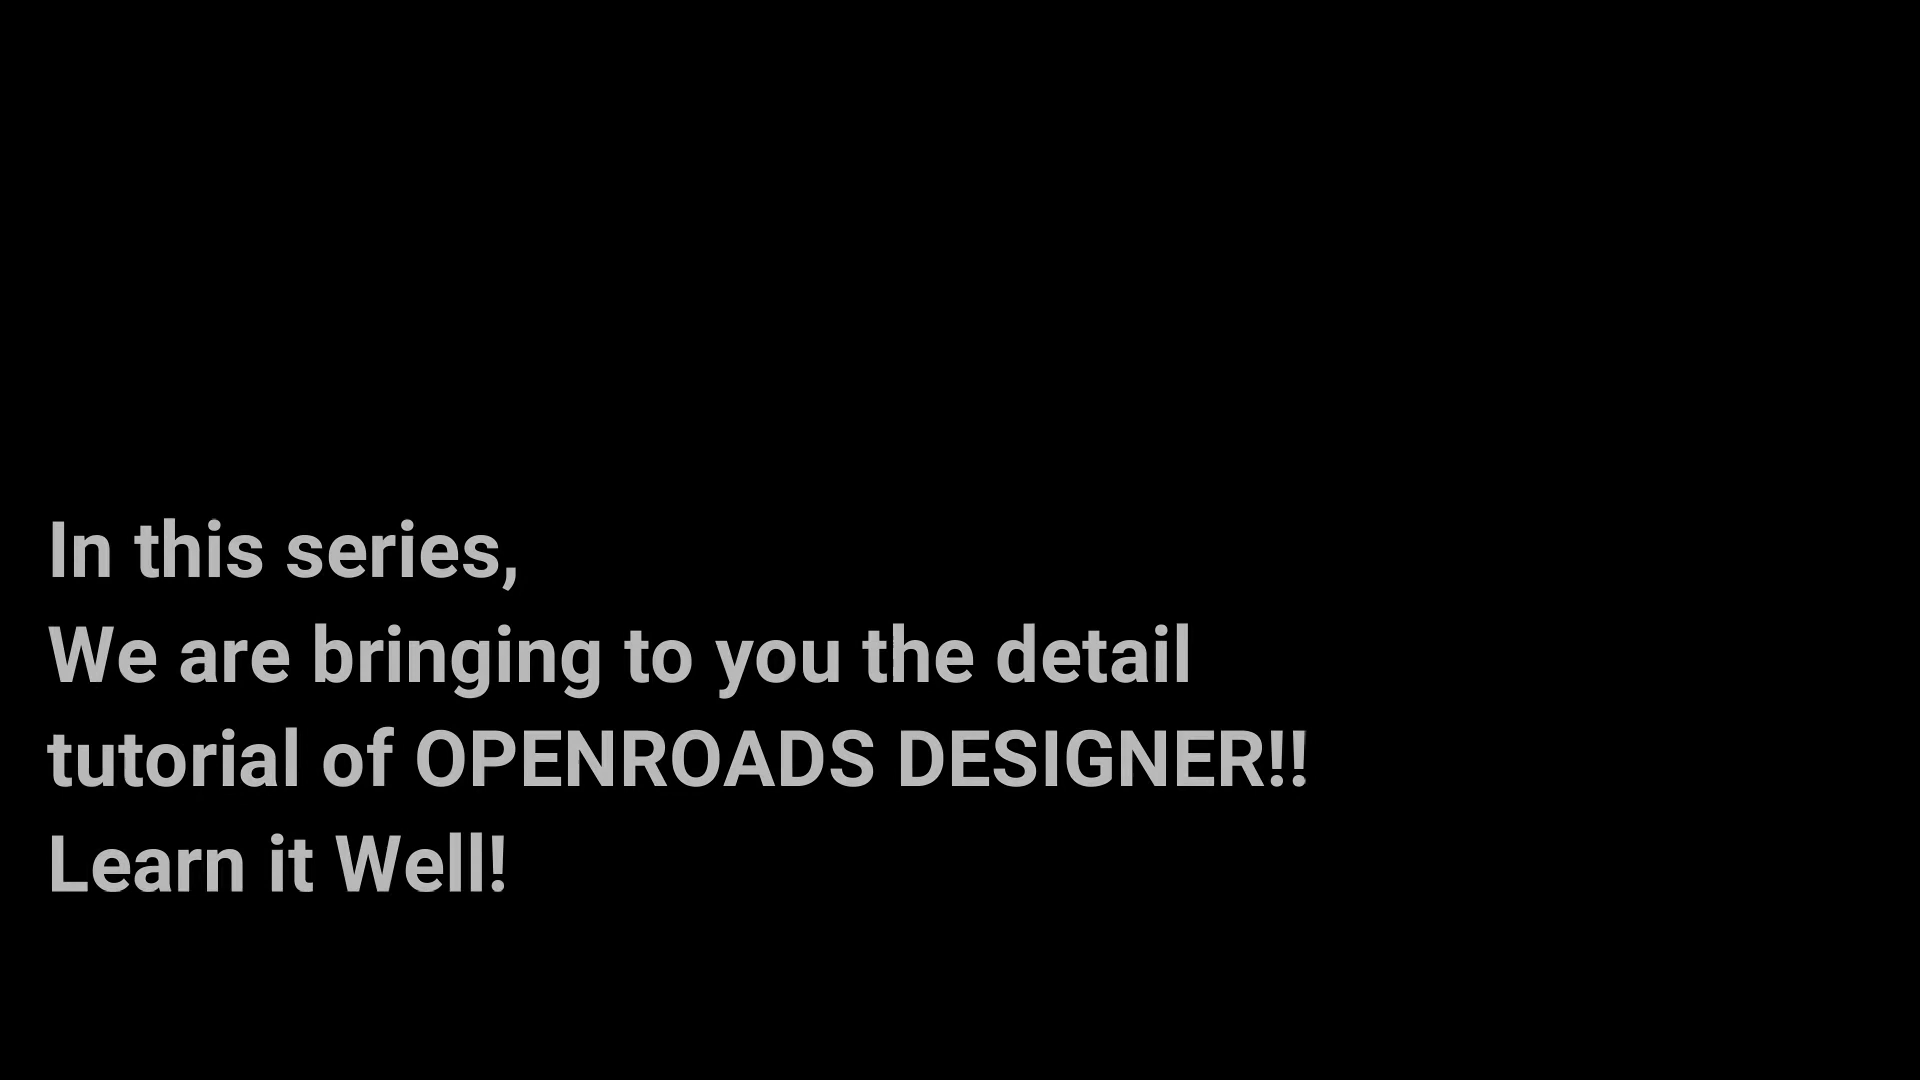 In this series,
We are bringing to you the detail
tutorial of OPENROADS DESIGNER!!
Learn it Well!